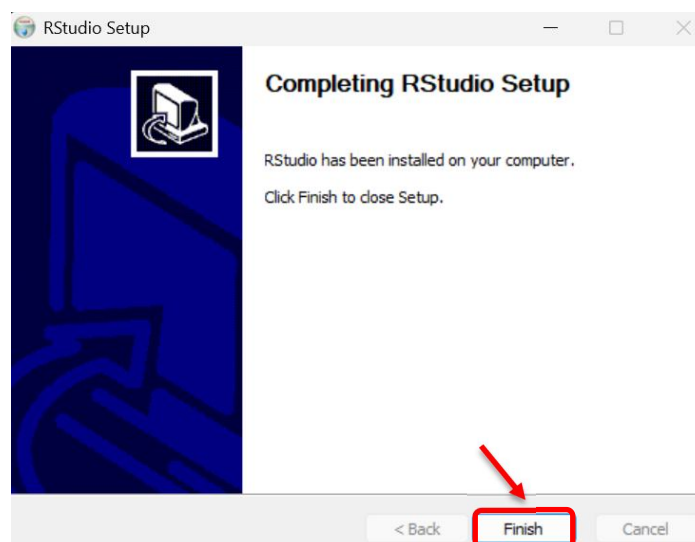 RStudio Setup
Completing RStudio Setup
RStudio has been installed on your computer.
Click Finish to close Setup.
< Back Finish Cancel